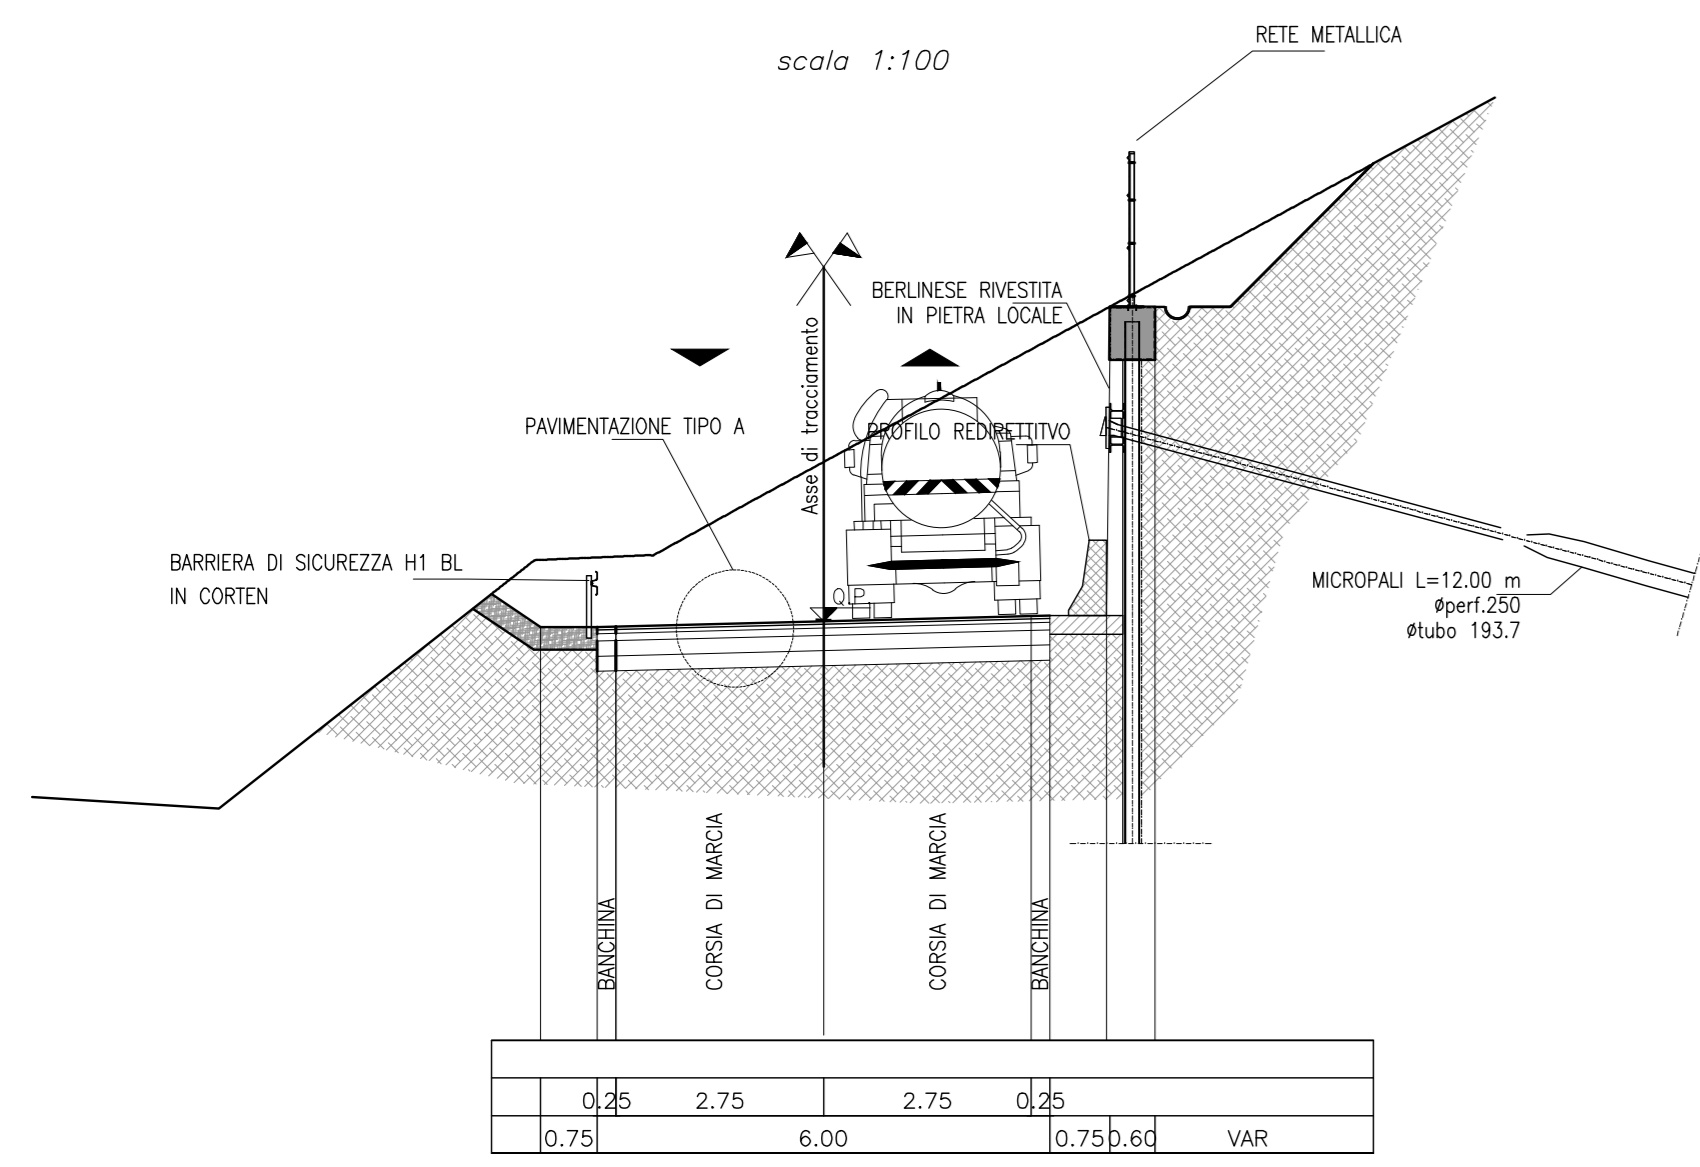 scala 1:100
RETE METALLICA
BERLINESE RIVESTITA
IN PIETRA LOCALE
Asse di tracciamento
PAVIMENTAZIONE TIPO A
PROFILO REDIRETTITVO
BARRIERA DI SICUREZZA H1 BL
IN CORTEN
Q.P.
MICROPALI L=12.00 m
Øperf.250
Øtubo 193.7
BANCHINA
CORSIA DI MARCIA
CORSIA DI MARCIA
BANCHINA
0.25 2.75 2.75 0.25
0.75 6.00 0.75 0.60 VAR